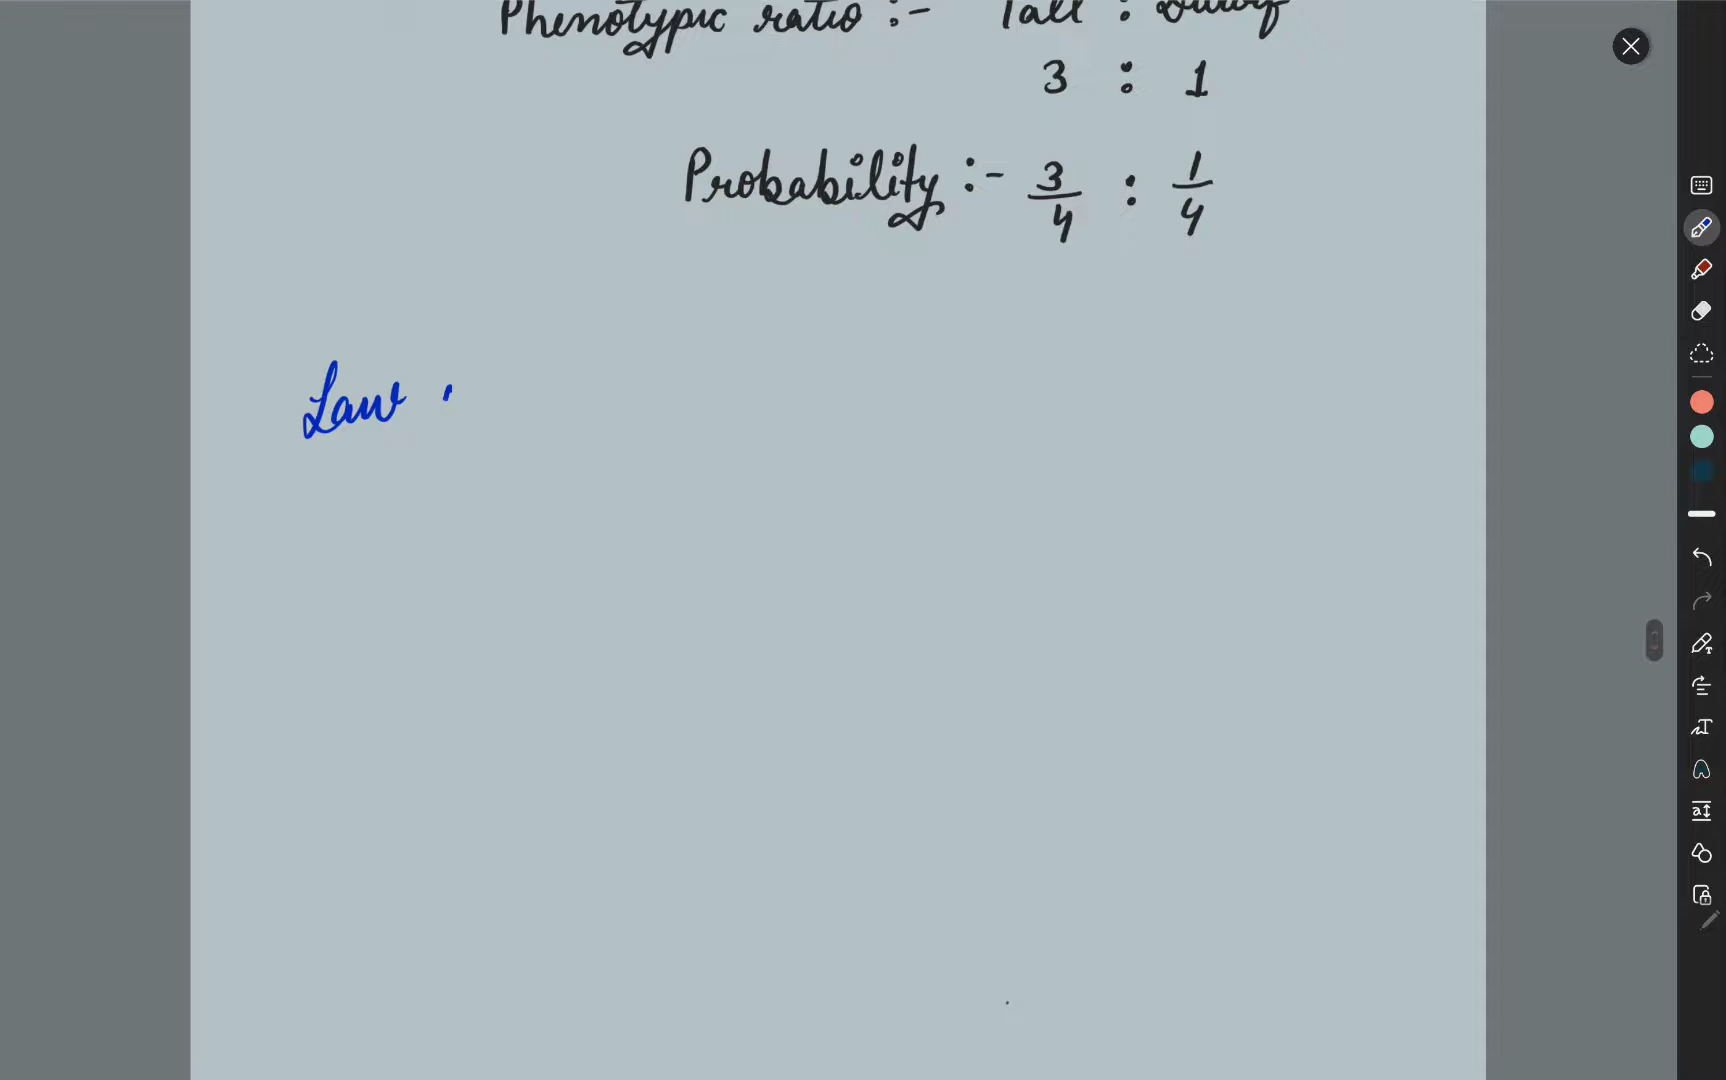 Phenotypic ratio :- Tall : Dwarf
3 : 1
Probability :- 3/4 : 1/4
Law